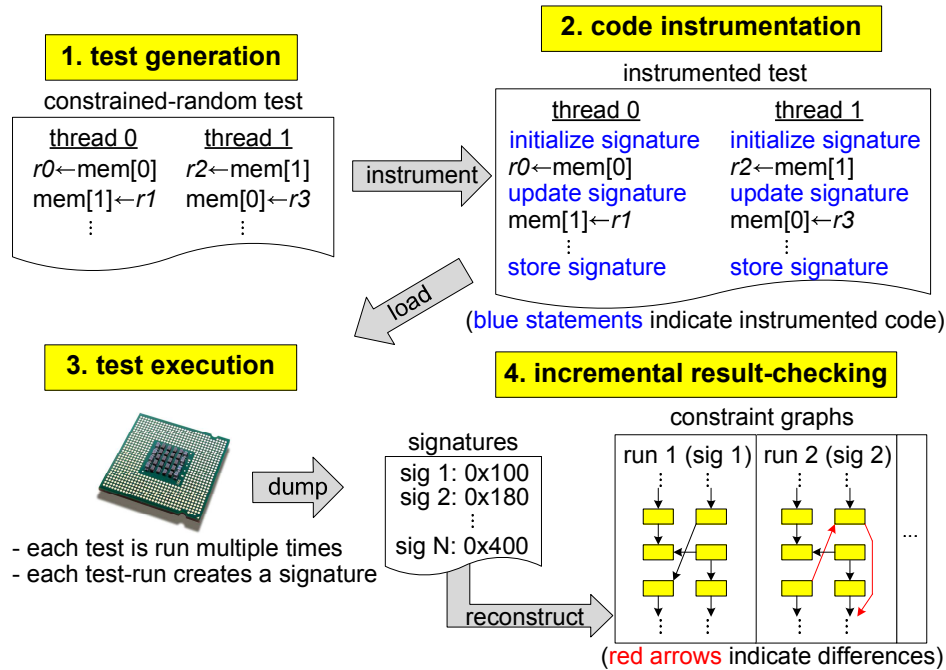 1. test generation
constrained-random test
thread 0 thread 1
r0←mem[0] r2←mem[1]
mem[1]←r1 mem[0]←r3
⋮ ⋮
instrument
2. code instrumentation
instrumented test
thread 0 thread 1
initialize signature initialize signature
r0←mem[0] r2←mem[1]
update signature update signature
mem[1]←r1 mem[0]←r3
⋮ ⋮
store signature store signature
(blue statements indicate instrumented code)
load
3. test execution
- each test is run multiple times
- each test-run creates a signature
dump
4. incremental result-checking
signatures
sig 1: 0x100
sig 2: 0x180
⋮
sig N: 0x400
reconstruct
constraint graphs
run 1 (sig 1) run 2 (sig 2)
...
(red arrows indicate differences)